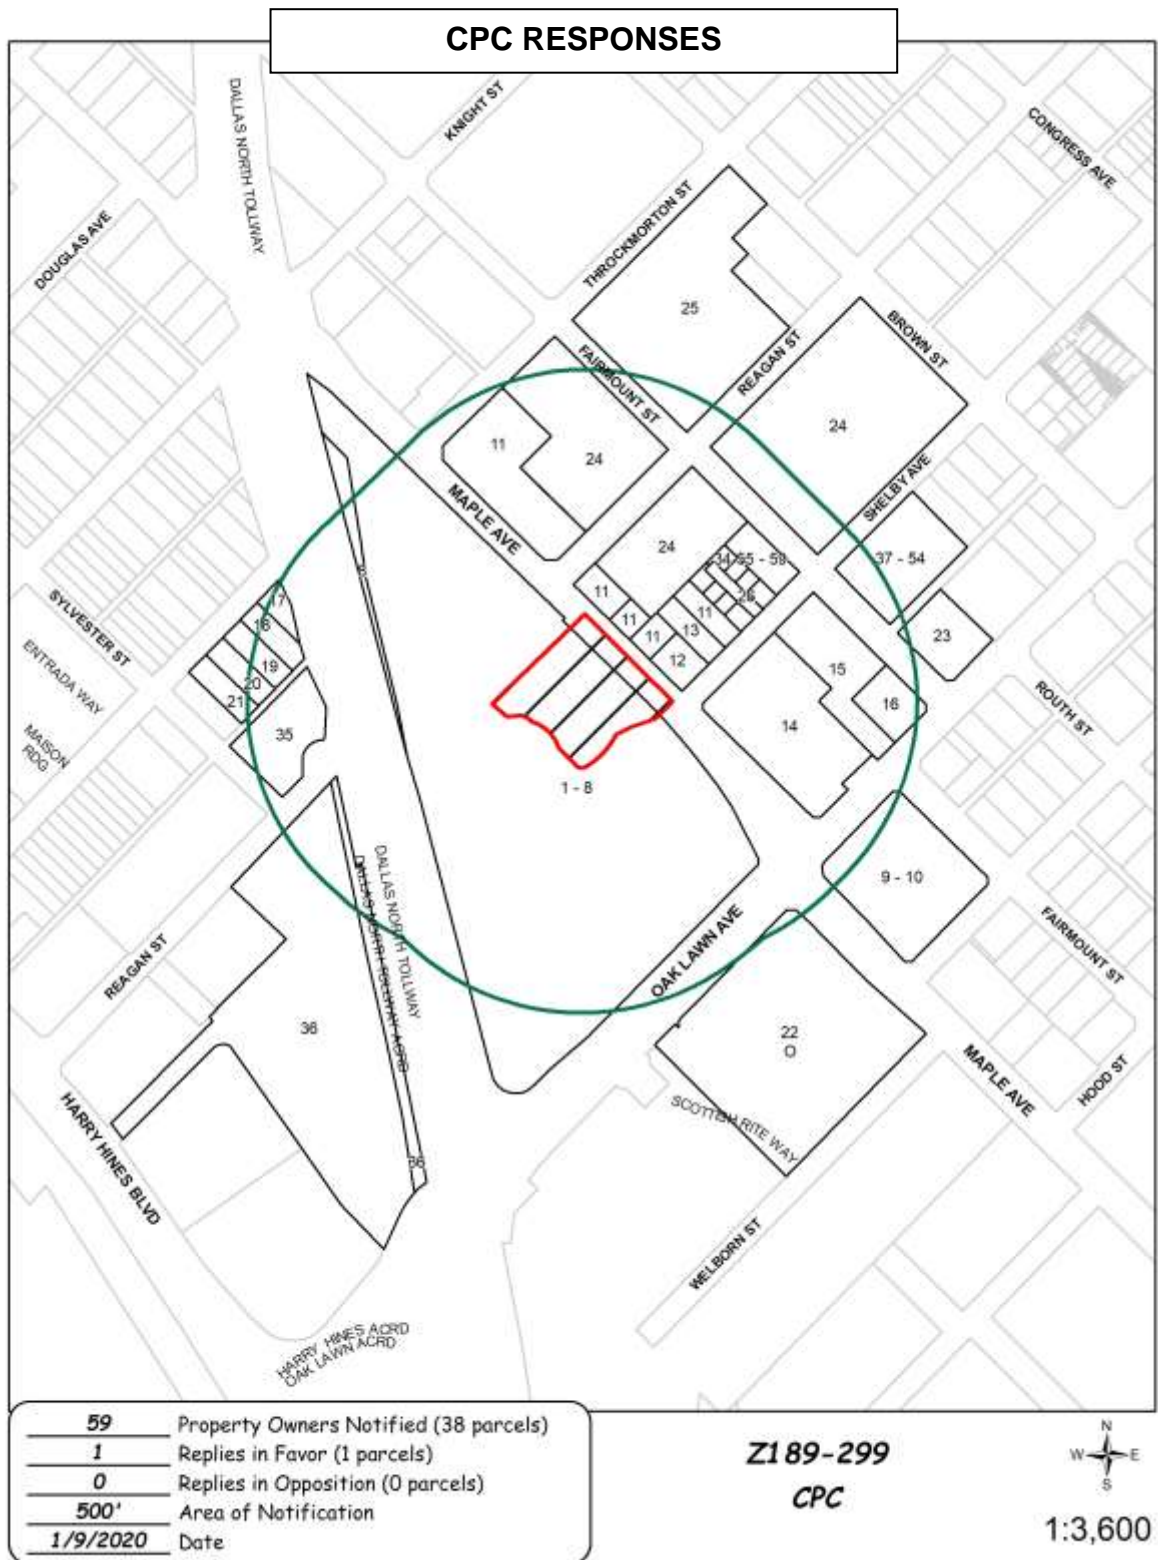 CPC RESPONSES
DALLAS NORTH TOLLWAY
KNIGHT ST
CONGRESS AVE
DOUGLAS AVE
THROCKMORTON ST
25
REAGAN ST
BROWN ST
FAIRMOUNT ST
24
11
24
SHELBY AVE
MAPLE AVE
24
37 - 54
11
11
11
11
13
12
26
23
17
18
19
20
21
35
15
16
14
SYLVESTER ST
ENTRADA WAY
MAISON RDG
ROUTH ST
1 - 8
9 - 10
DALLAS NORTH TOLLWAY
DALLAS NORTH TOLLWAY ACRD
OAK LAWN AVE
FAIRMOUNT ST
REAGAN ST
36
22
O
MAPLE AVE
HOOD ST
SCOTTISH RITE WAY
HARRY HINES BLVD
WELBORN ST
HARRY HINES ACRD
OAK LAWN ACRD
59 Property Owners Notified (38 parcels)
1 Replies in Favor (1 parcels)
0 Replies in Opposition (0 parcels)
500' Area of Notification
1/9/2020 Date
Z189-299
CPC
N
W E
S
1:3,600